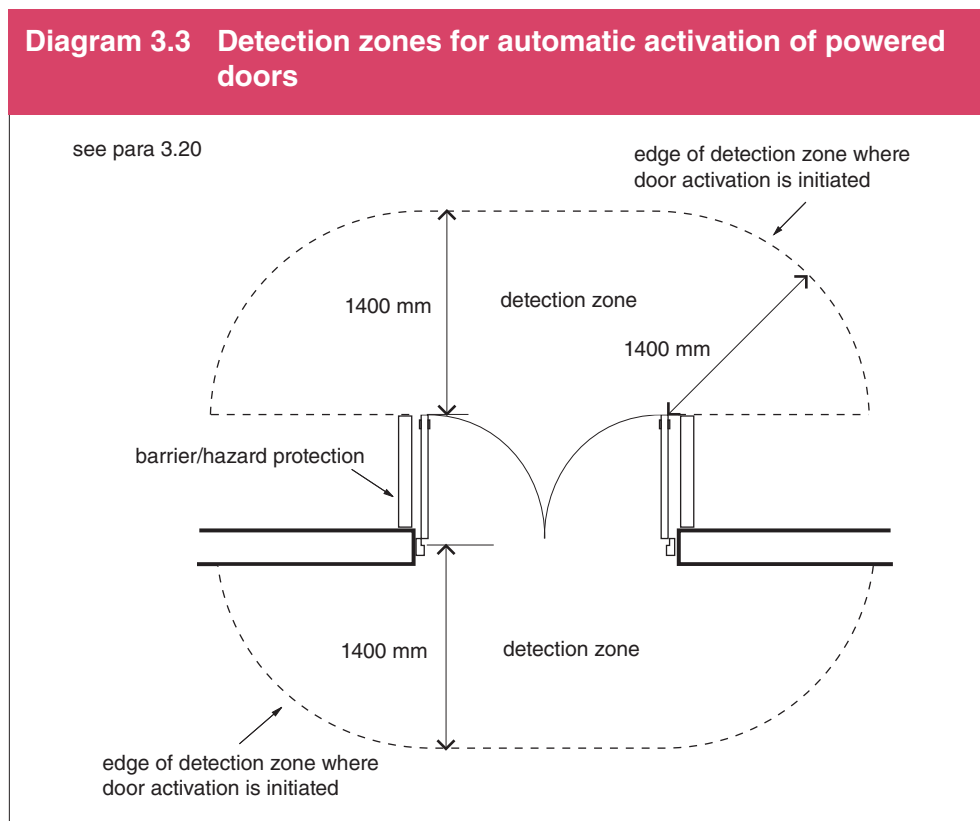 Diagram 3.3 Detection zones for automatic activation of powered
doors
see para 3.20
edge of detection zone where
door activation is initiated
1400 mm
detection zone
1400 mm
barrier/hazard protection
1400 mm
detection zone
edge of detection zone where
door activation is initiated